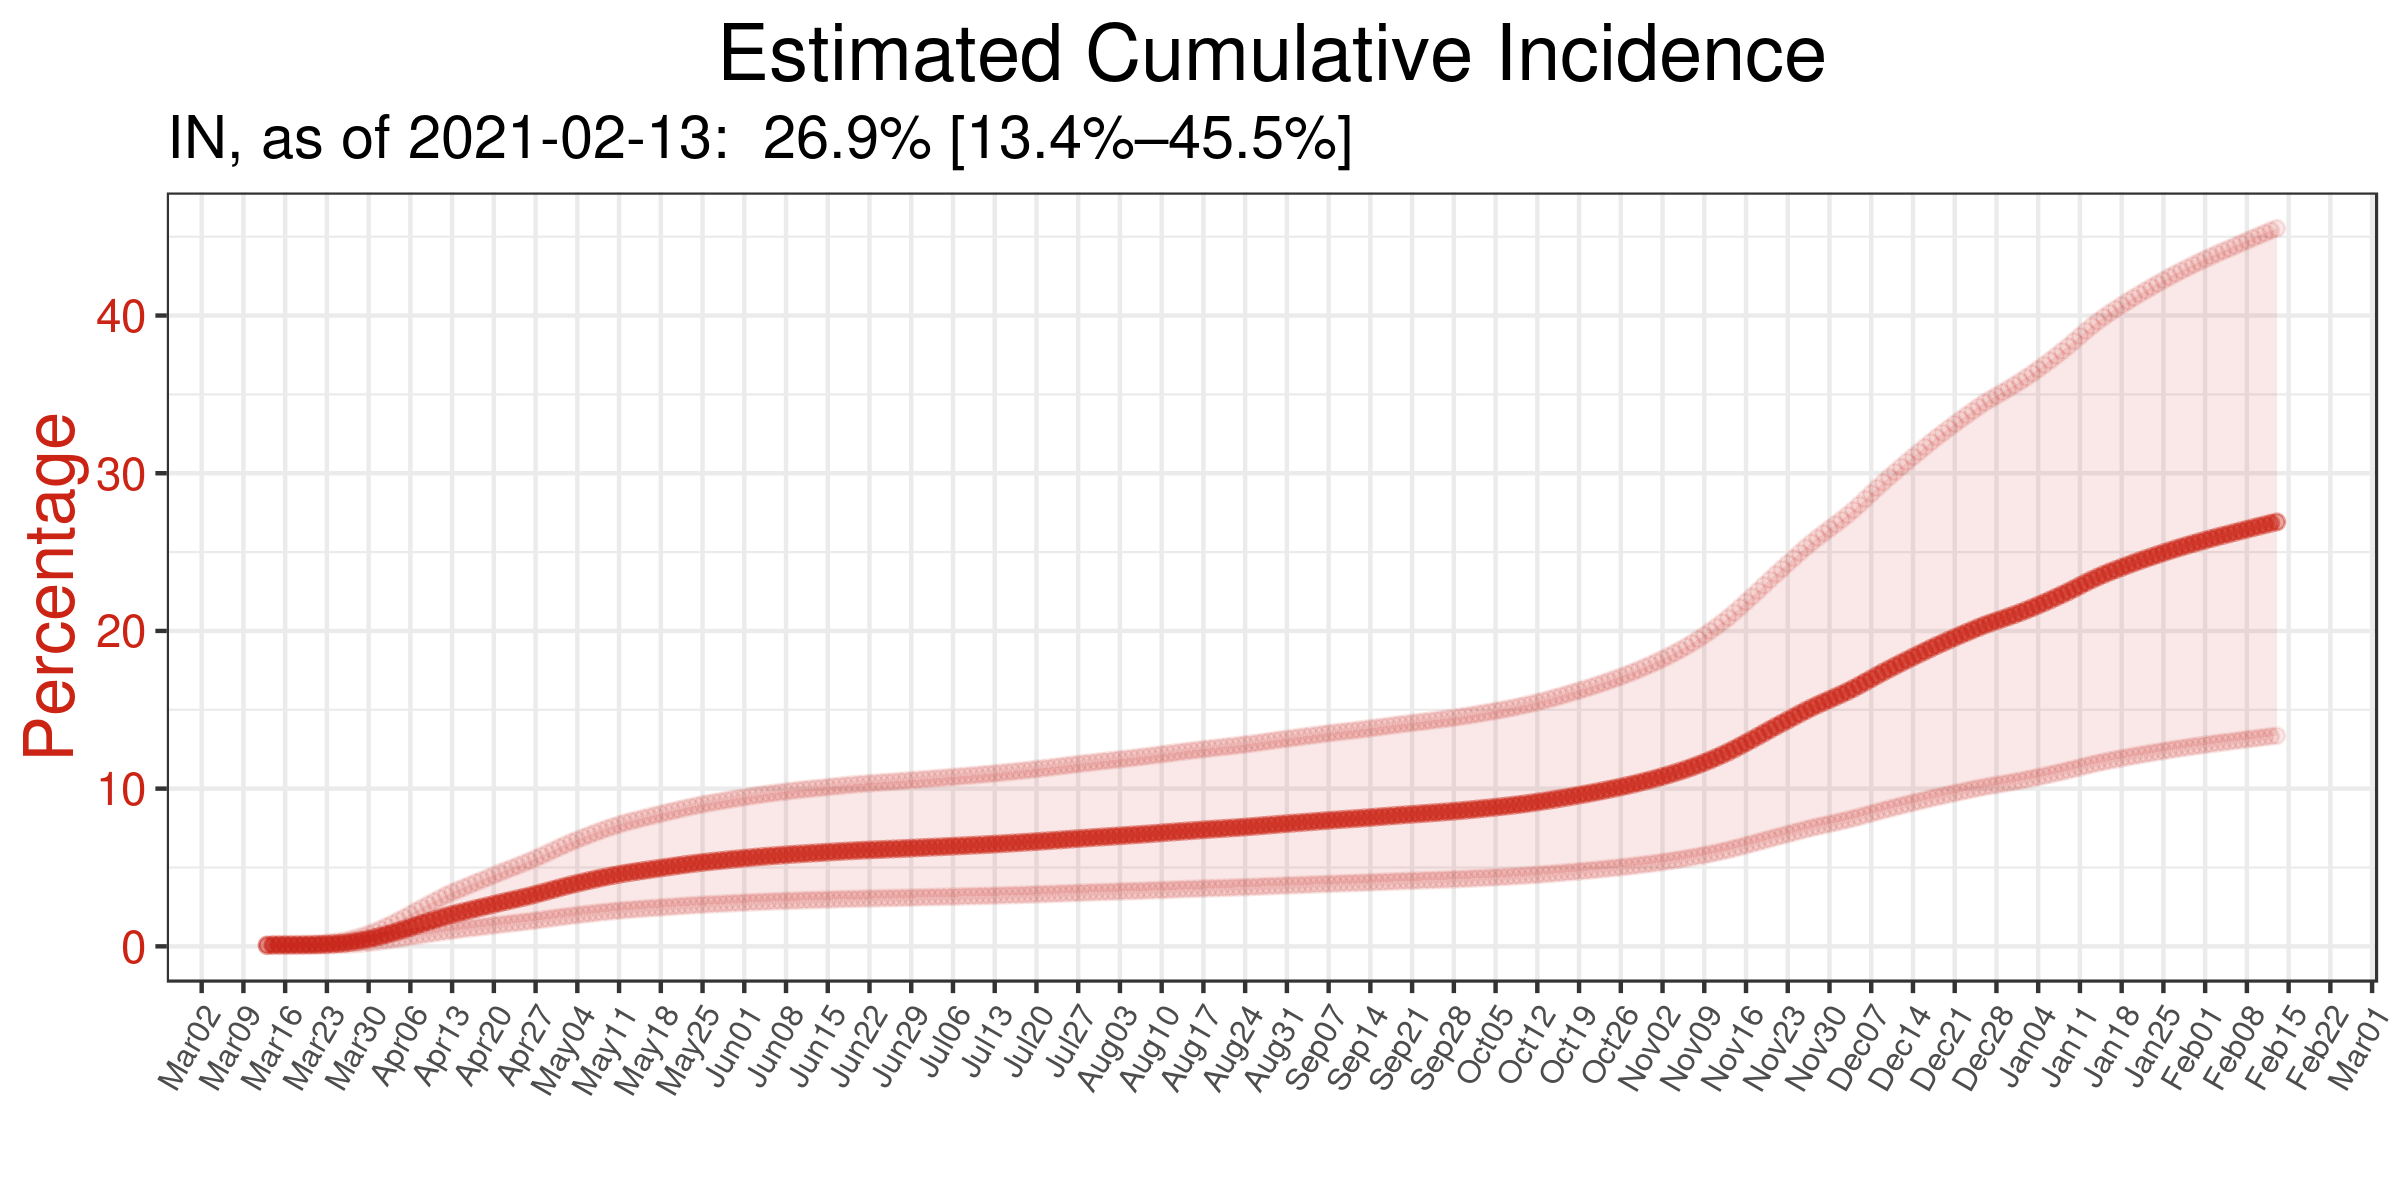 Estimated Cumulative Incidence
IN, as of 2021-02-13:  26.9% [13.4%–45.5%]
Percentage
40
30
20
10
0
Mar02
Mar09
Mar16
Mar23
Mar30
Apr06
Apr13
Apr20
Apr27
May04
May11
May18
May25
Jun01
Jun08
Jun15
Jun22
Jun29
Jul06
Jul13
Jul20
Jul27
Aug03
Aug10
Aug17
Aug24
Aug31
Sep07
Sep14
Sep21
Sep28
Oct05
Oct12
Oct19
Oct26
Nov02
Nov09
Nov16
Nov23
Nov30
Dec07
Dec14
Dec21
Dec28
Jan04
Jan11
Jan18
Jan25
Feb01
Feb08
Feb15
Feb22
Mar01